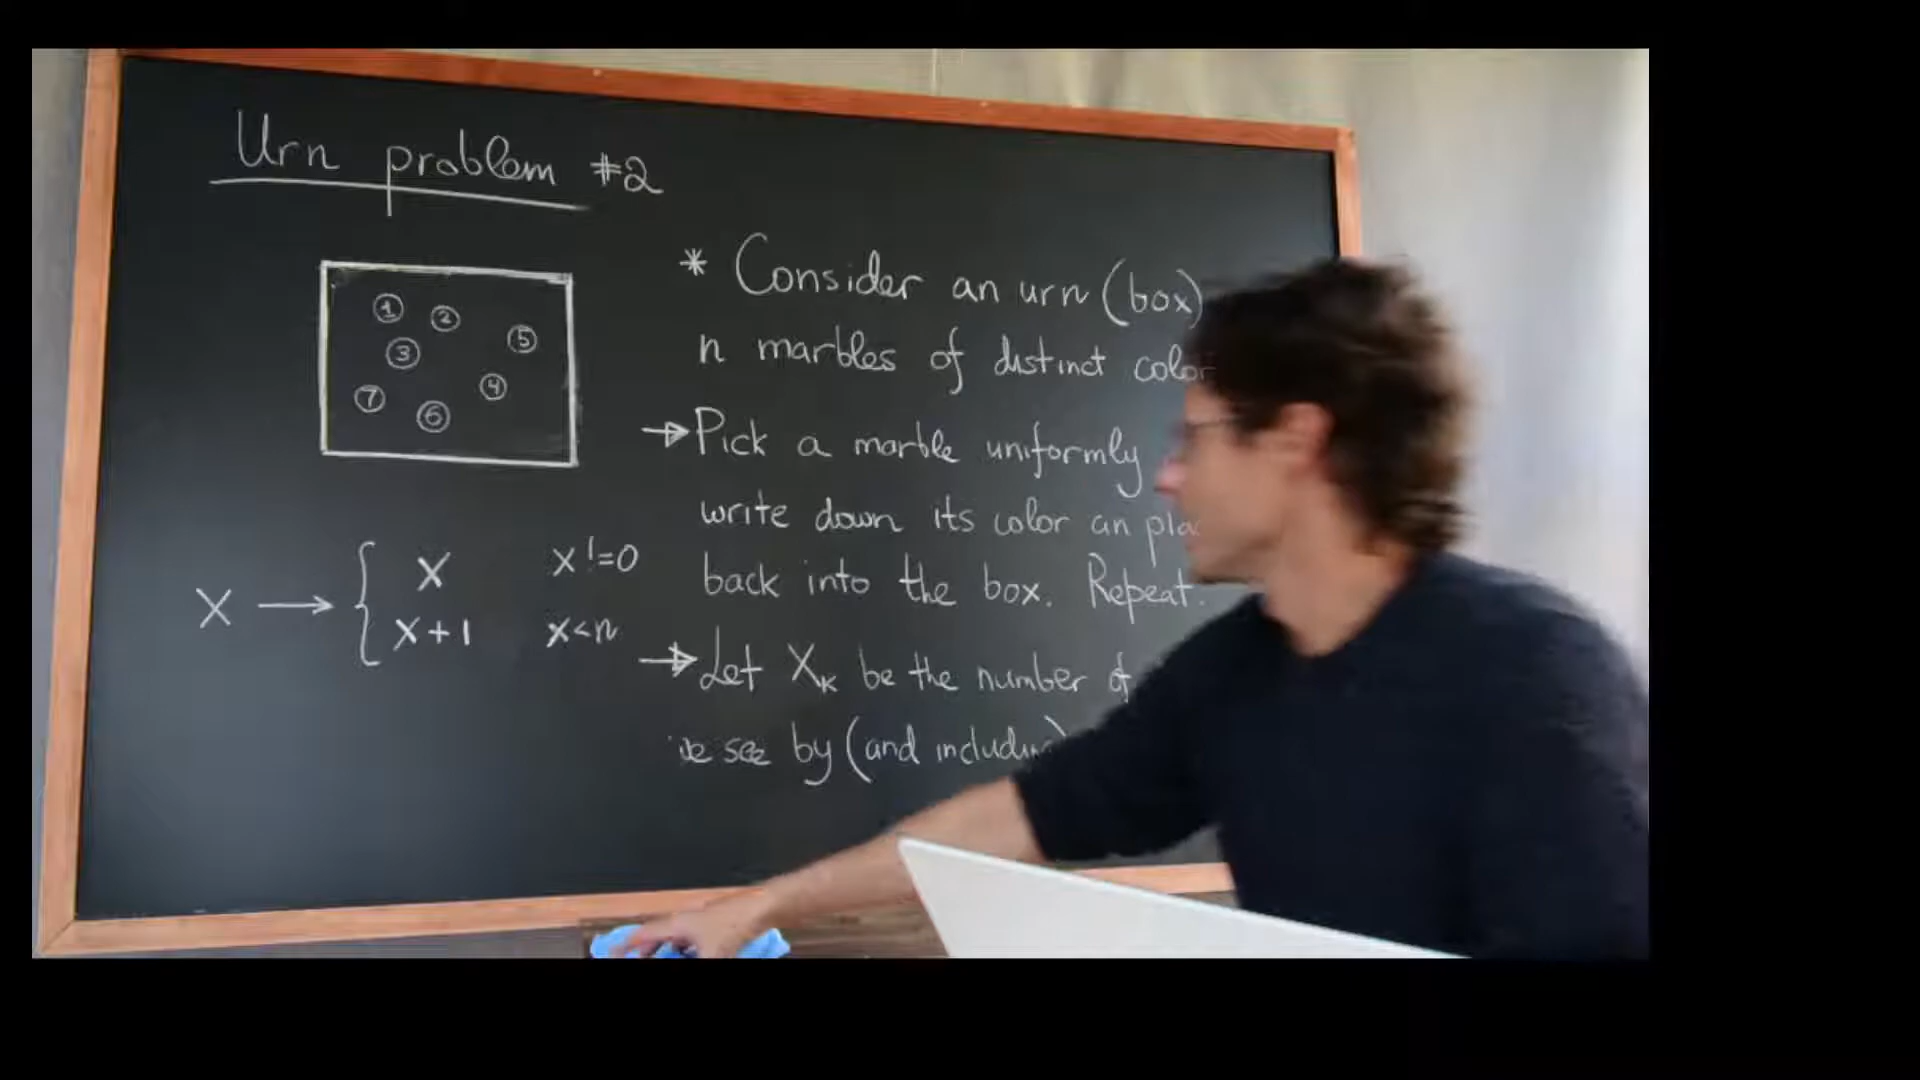 Urn problem #2
1 2 5
3
7 4
6
* Consider an urn (box)
n marbles of distinct color
→ Pick a marble uniformly
write down its color an
back into the box. Repeat.
X → { X x!=0
X+1 x<n
→ Let Xk be the number of
we see by (and including)